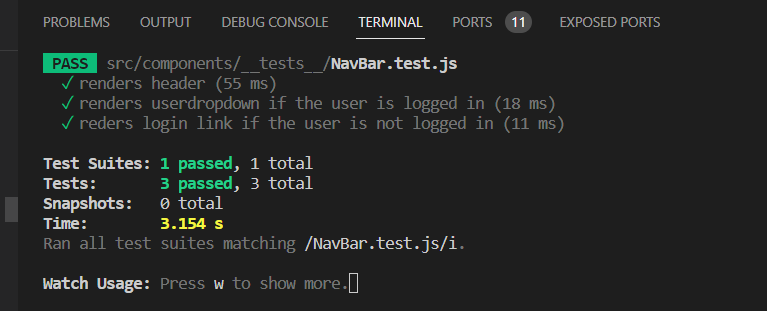 PROBLEMS OUTPUT DEBUG CONSOLE TERMINAL PORTS 11 EXPOSED PORTS
PASS src/components/__tests__/NavBar.test.js
✓ renders header (55 ms)
✓ renders userdropdown if the user is logged in (18 ms)
✓ reders login link if the user is not logged in (11 ms)
Test Suites: 1 passed, 1 total
Tests: 3 passed, 3 total
Snapshots: 0 total
Time: 3.154 s
Ran all test suites matching /NavBar.test.js/i.
Watch Usage: Press w to show more.